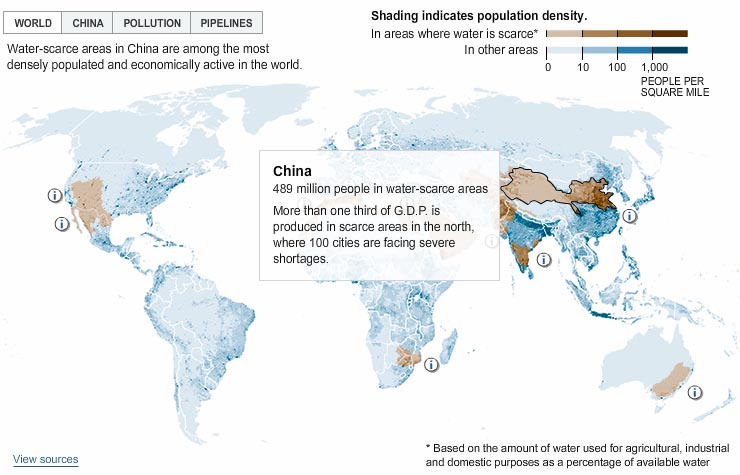 WORLD CHINA POLLUTION PIPELINES
Water-scarce areas in China are among the most
densely populated and economically active in the world.
Shading indicates population density.
In areas where water is scarce*
In other areas
0 10 100 1,000
PEOPLE PER
SQUARE MILE
China
489 million people in water-scarce areas
More than one third of G.D.P. is
produced in scarce areas in the north,
where 100 cities are facing severe
shortages.
i
i
i
i
i
i
i
View sources
* Based on the amount of water used for agricultural, industrial
and domestic purposes as a percentage of available water